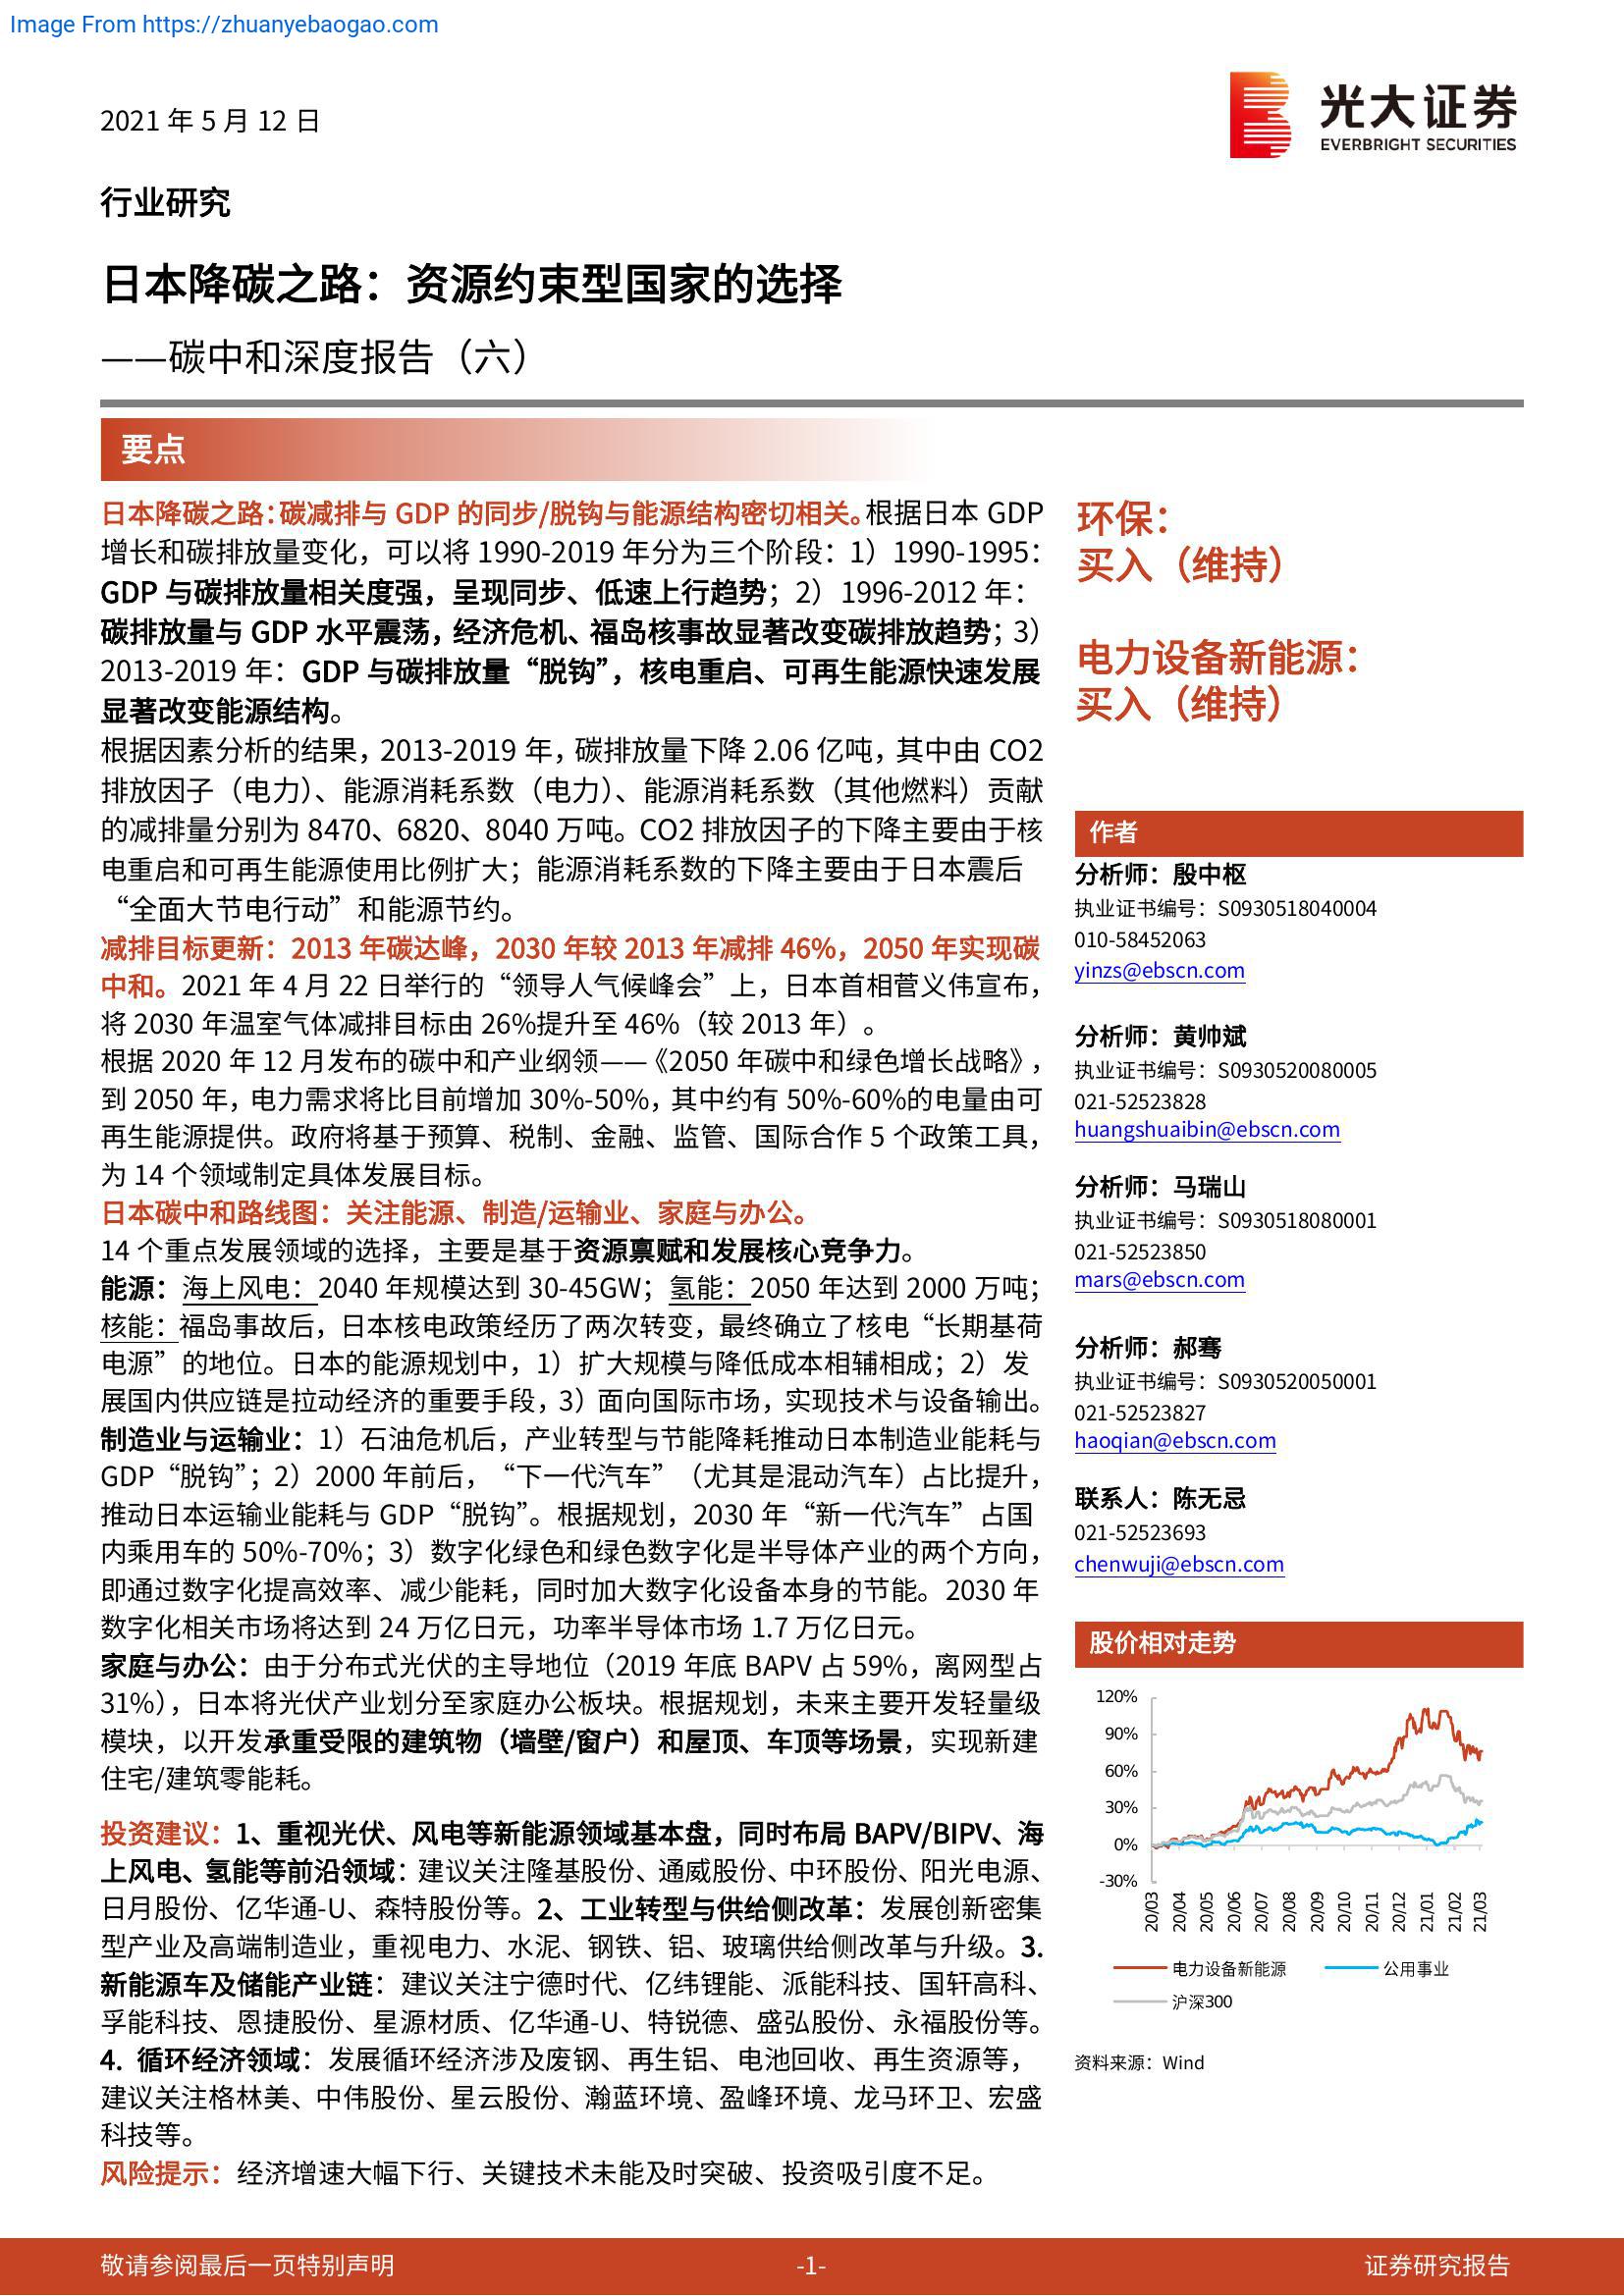 Image From https://zhuanyebaogao.com
2021 年 5 月 12 日
光大证券
EVERBRIGHT SECURITIES
行业研究
日本降碳之路：资源约束型国家的选择
——碳中和深度报告（六）
要点
日本降碳之路：碳减排与 GDP 的同步/脱钩与能源结构密切相关。根据日本 GDP
增长和碳排放量变化，可以将 1990-2019 年分为三个阶段：1）1990-1995：
GDP 与碳排放量相关度强，呈现同步、低速上行趋势；2）1996-2012 年：
碳排放量与 GDP 水平震荡，经济危机、福岛核事故显著改变碳排放趋势；3）
2013-2019 年：GDP 与碳排放量“脱钩”，核电重启、可再生能源快速发展
显著改变能源结构。
根据因素分析的结果，2013-2019 年，碳排放量下降 2.06 亿吨，其中由 CO2
排放因子（电力）、能源消耗系数（电力）、能源消耗系数（其他燃料）贡献
的减排量分别为 8470、6820、8040 万吨。CO2 排放因子的下降主要由于核
电重启和可再生能源使用比例扩大；能源消耗系数的下降主要由于日本震后
“全面大节电行动”和能源节约。
减排目标更新：2013 年碳达峰，2030 年较 2013 年减排 46%，2050 年实现碳
中和。2021 年 4 月 22 日举行的“领导人气候峰会”上，日本首相菅义伟宣布，
将 2030 年温室气体减排目标由 26%提升至 46%（较 2013 年）。
根据 2020 年 12 月发布的碳中和产业纲领——《2050 年碳中和绿色增长战略》，
到 2050 年，电力需求将比目前增加 30%-50%，其中约有 50%-60%的电量由可
再生能源提供。政府将基于预算、税制、金融、监管、国际合作 5 个政策工具，
为 14 个领域制定具体发展目标。
日本碳中和路线图：关注能源、制造/运输业、家庭与办公。
14 个重点发展领域的选择，主要是基于资源禀赋和发展核心竞争力。
能源：海上风电：2040 年规模达到 30-45GW；氢能：2050 年达到 2000 万吨；
核能：福岛事故后，日本核电政策经历了两次转变，最终确立了核电“长期基荷
电源”的地位。日本的能源规划中，1）扩大规模与降低成本相辅相成；2）发
展国内供应链是拉动经济的重要手段，3）面向国际市场，实现技术与设备输出。
制造业与运输业：1）石油危机后，产业转型与节能降耗推动日本制造业能耗与
GDP“脱钩”；2）2000 年前后，“下一代汽车”（尤其是混动汽车）占比提升，
推动日本运输业能耗与 GDP“脱钩”。根据规划，2030 年“新一代汽车”占国
内乘用车的 50%-70%；3）数字化绿色和绿色数字化是半导体产业的两个方向，
即通过数字化提高效率、减少能耗，同时加大数字化设备本身的节能。2030 年
数字化相关市场将达到 24 万亿日元，功率半导体市场 1.7 万亿日元。
家庭与办公：由于分布式光伏的主导地位（2019 年底 BAPV 占 59%，离网型占
31%），日本将光伏产业划分至家庭办公板块。根据规划，未来主要开发轻量级
模块，以开发承重受限的建筑物（墙壁/窗户）和屋顶、车顶等场景，实现新建
住宅/建筑零能耗。
投资建议：1、重视光伏、风电等新能源领域基本盘，同时布局 BAPV/BIPV、海
上风电、氢能等前沿领域：建议关注隆基股份、通威股份、中环股份、阳光电源、
日月股份、亿华通-U、森特股份等。2、工业转型与供给侧改革：发展创新密集
型产业及高端制造业，重视电力、水泥、钢铁、铝、玻璃供给侧改革与升级。3.
新能源车及储能产业链：建议关注宁德时代、亿纬锂能、派能科技、国轩高科、
孚能科技、恩捷股份、星源材质、亿华通-U、特锐德、盛弘股份、永福股份等。
4. 循环经济领域：发展循环经济涉及废钢、再生铝、电池回收、再生资源等，
建议关注格林美、中伟股份、星云股份、瀚蓝环境、盈峰环境、龙马环卫、宏盛
科技等。
风险提示：经济增速大幅下行、关键技术未能及时突破、投资吸引度不足。
环保：
买入（维持）
电力设备新能源：
买入（维持）
作者
分析师：殷中枢
执业证书编号：S0930518040004
010-58452063
yinzs@ebscn.com
分析师：黄帅斌
执业证书编号：S0930520080005
021-52523828
huangshuaibin@ebscn.com
分析师：马瑞山
执业证书编号：S0930518080001
021-52523850
mars@ebscn.com
分析师：郝骞
执业证书编号：S0930520050001
021-52523827
haoqian@ebscn.com
联系人：陈无忌
021-52523693
chenwuji@ebscn.com
股价相对走势
120%
90%
60%
30%
0%
-30%
20/03 20/04 20/05 20/06 20/07 20/08 20/09 20/10 20/11 20/12 21/01 21/02 21/03
电力设备新能源 公用事业
沪深300
资料来源：Wind
敬请参阅最后一页特别声明 -1- 证券研究报告